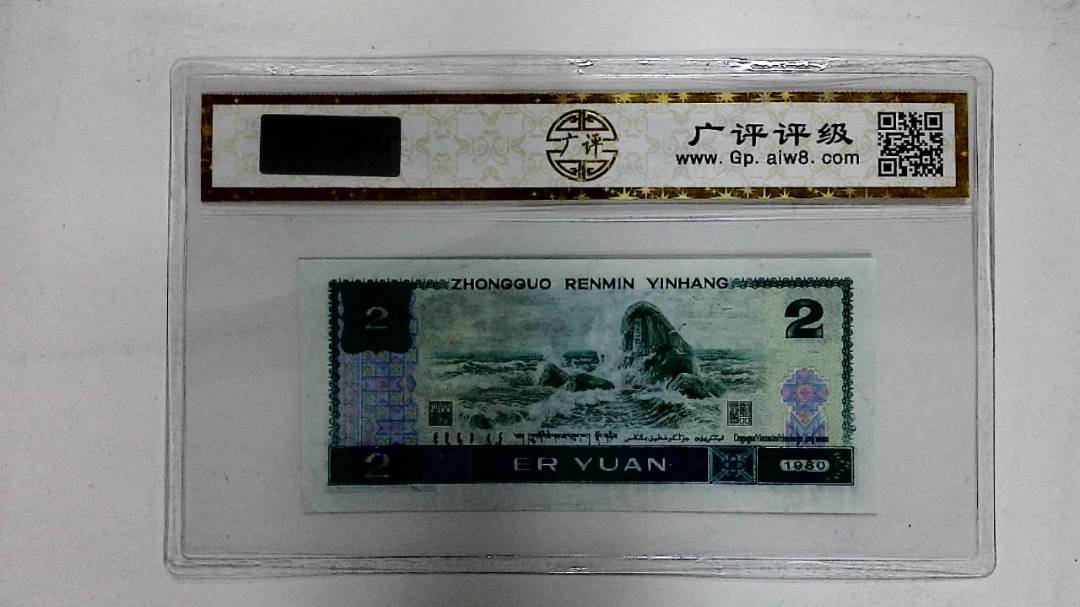 广评
广评评级
www.Gp.aiw8.com
ZHONGGUO RENMIN YINHANG
2
2
2
ER YUAN
1980